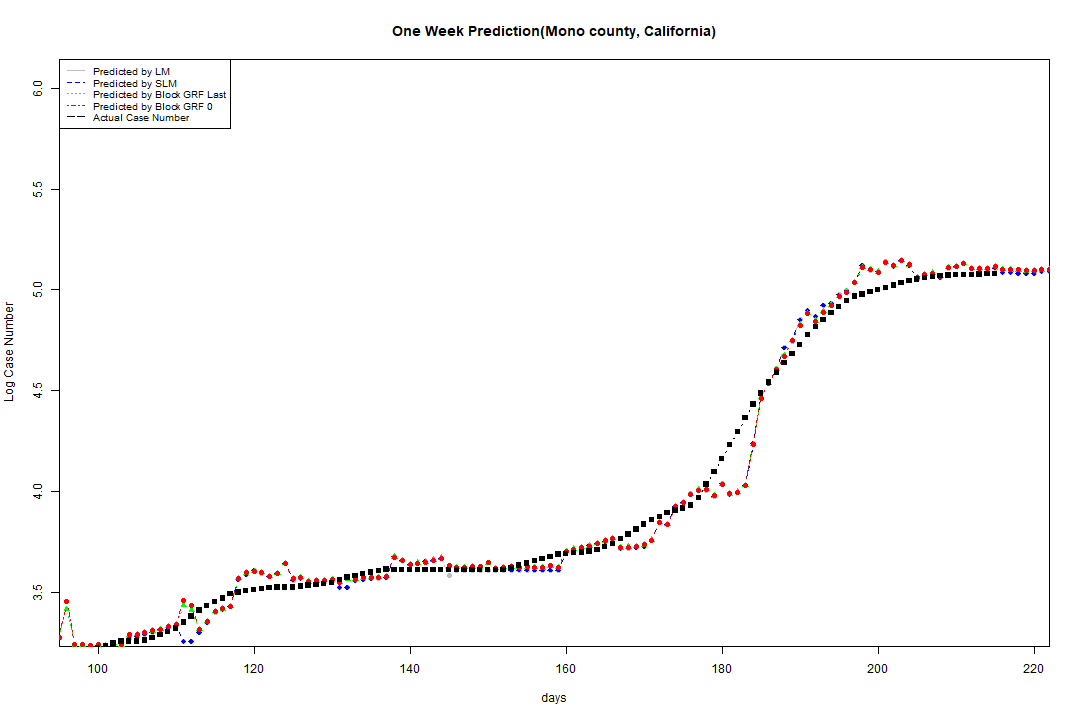 One Week Prediction(Mono county, California)
Predicted by LM
Predicted by SLM
Predicted by Block GRF Last
Predicted by Block GRF 0
Actual Case Number
6.0
5.5
5.0
4.5
4.0
3.5
Log Case Number
100 120 140 160 180 200 220
days